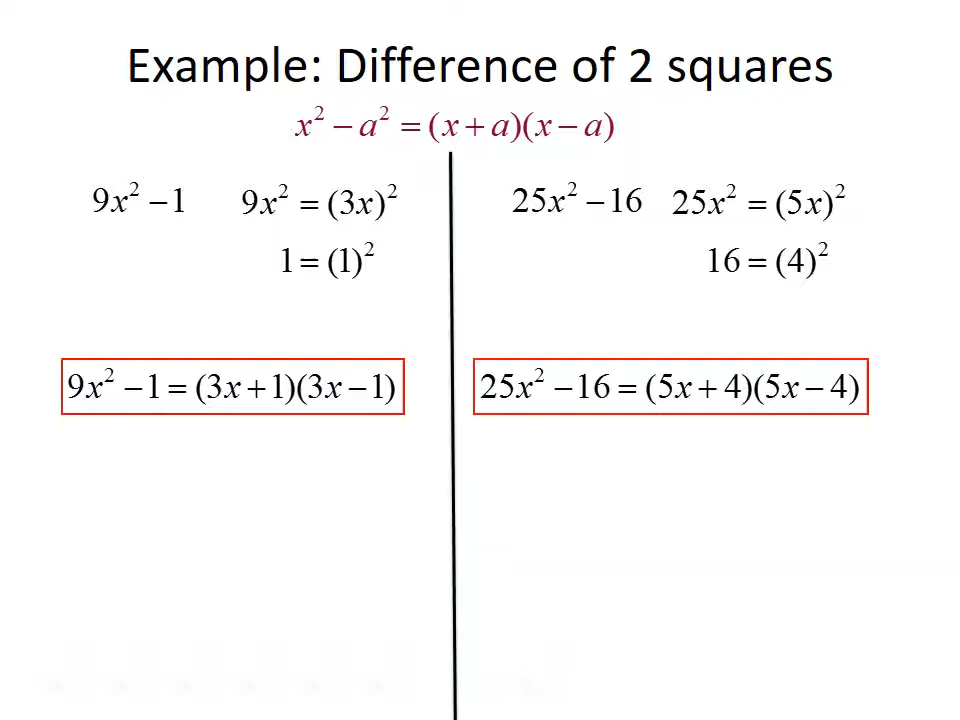 Example: Difference of 2 squares
x² − a² = (x + a)(x − a)
9x² − 1 9x² = (3x)²
1 = (1)²
9x² − 1 = (3x + 1)(3x − 1)
25x² − 16 25x² = (5x)²
16 = (4)²
25x² − 16 = (5x + 4)(5x − 4)